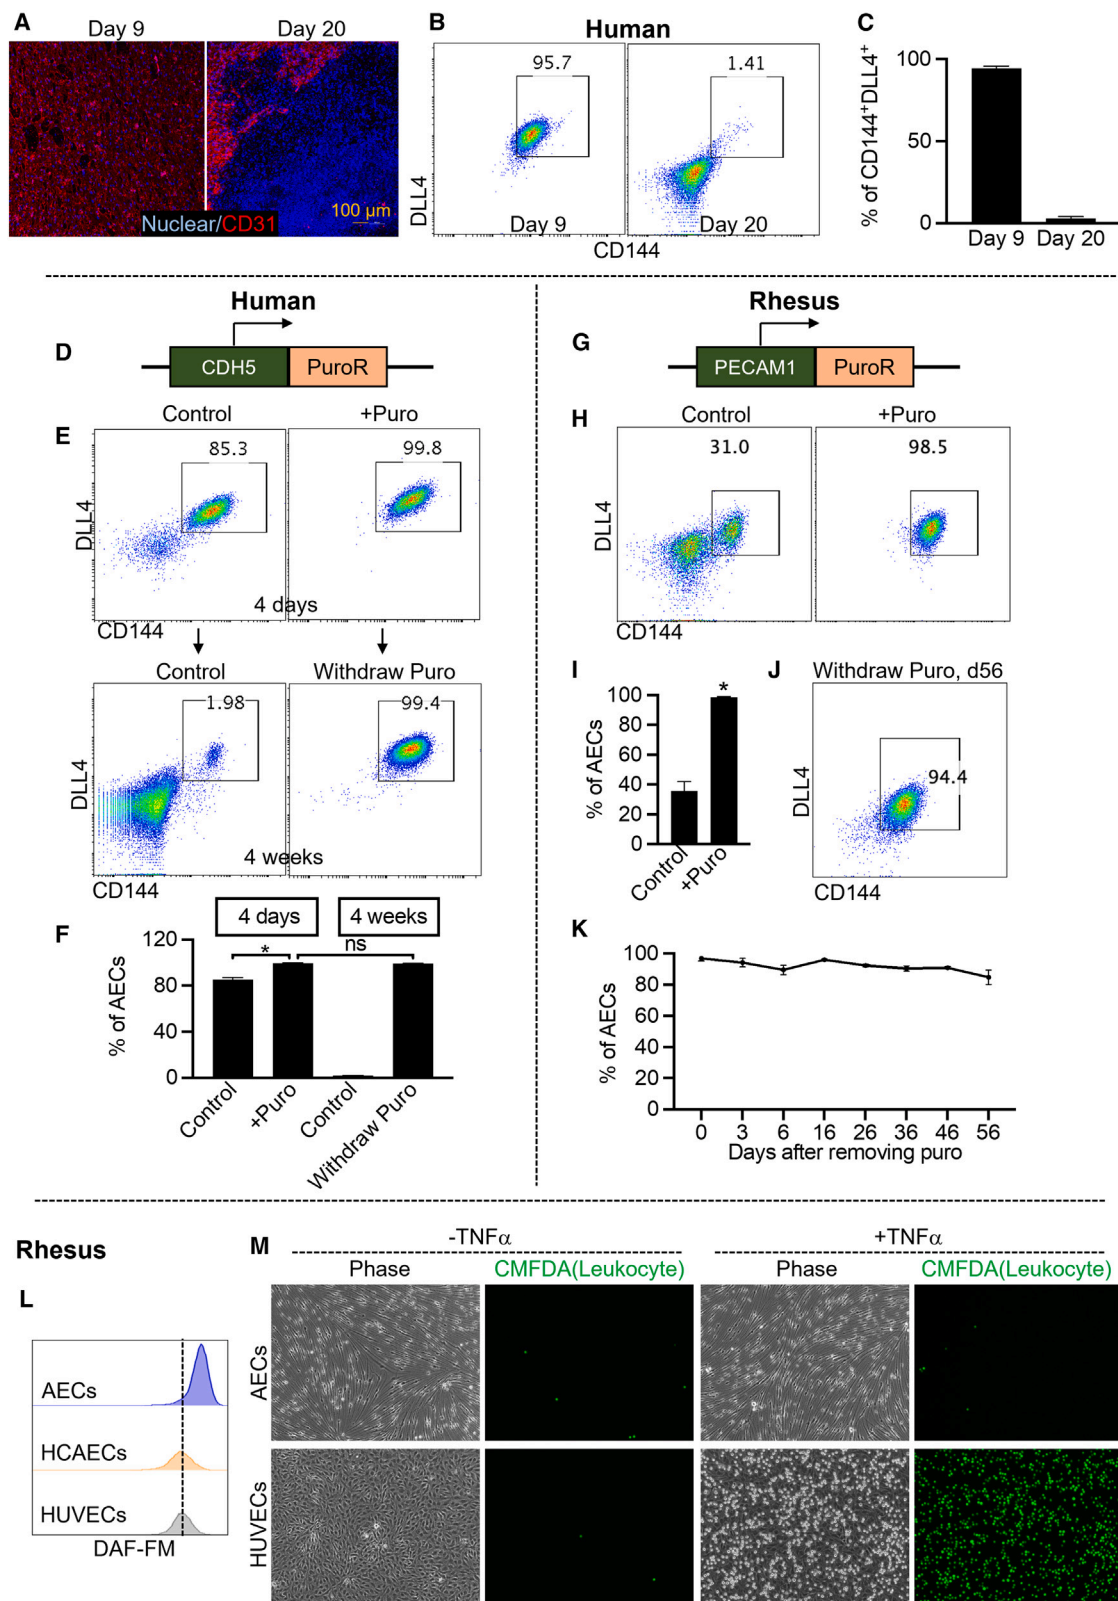 A
Day 9
Day 20
Nuclear/CD31
100 µm
B
Human
95.7
1.41
DLL4
Day 9
Day 20
CD144
C
% of CD144+DLL4+
100
50
0
Day 9
Day 20
Human
D
CDH5
PuroR
E
Control
+Puro
85.3
99.8
DLL4
4 days
CD144
Control
Withdraw Puro
1.98
99.4
DLL4
4 weeks
CD144
F
4 days
4 weeks
% of AECs
120
80
40
0
*
ns
Control
+Puro
Control
Withdraw Puro
Rhesus
G
PECAM1
PuroR
H
Control
+Puro
31.0
98.5
DLL4
CD144
I
% of AECs
100
80
60
40
20
0
*
Control
+Puro
J
Withdraw Puro, d56
94.4
DLL4
CD144
K
% of AECs
100
80
60
40
20
0
0 3 6 16 26 36 46 56
Days after removing puro
Rhesus
L
AECs
HCAECs
HUVECs
DAF-FM
M
-TNFα
+TNFα
Phase
CMFDA(Leukocyte)
Phase
CMFDA(Leukocyte)
AECs
HUVECs